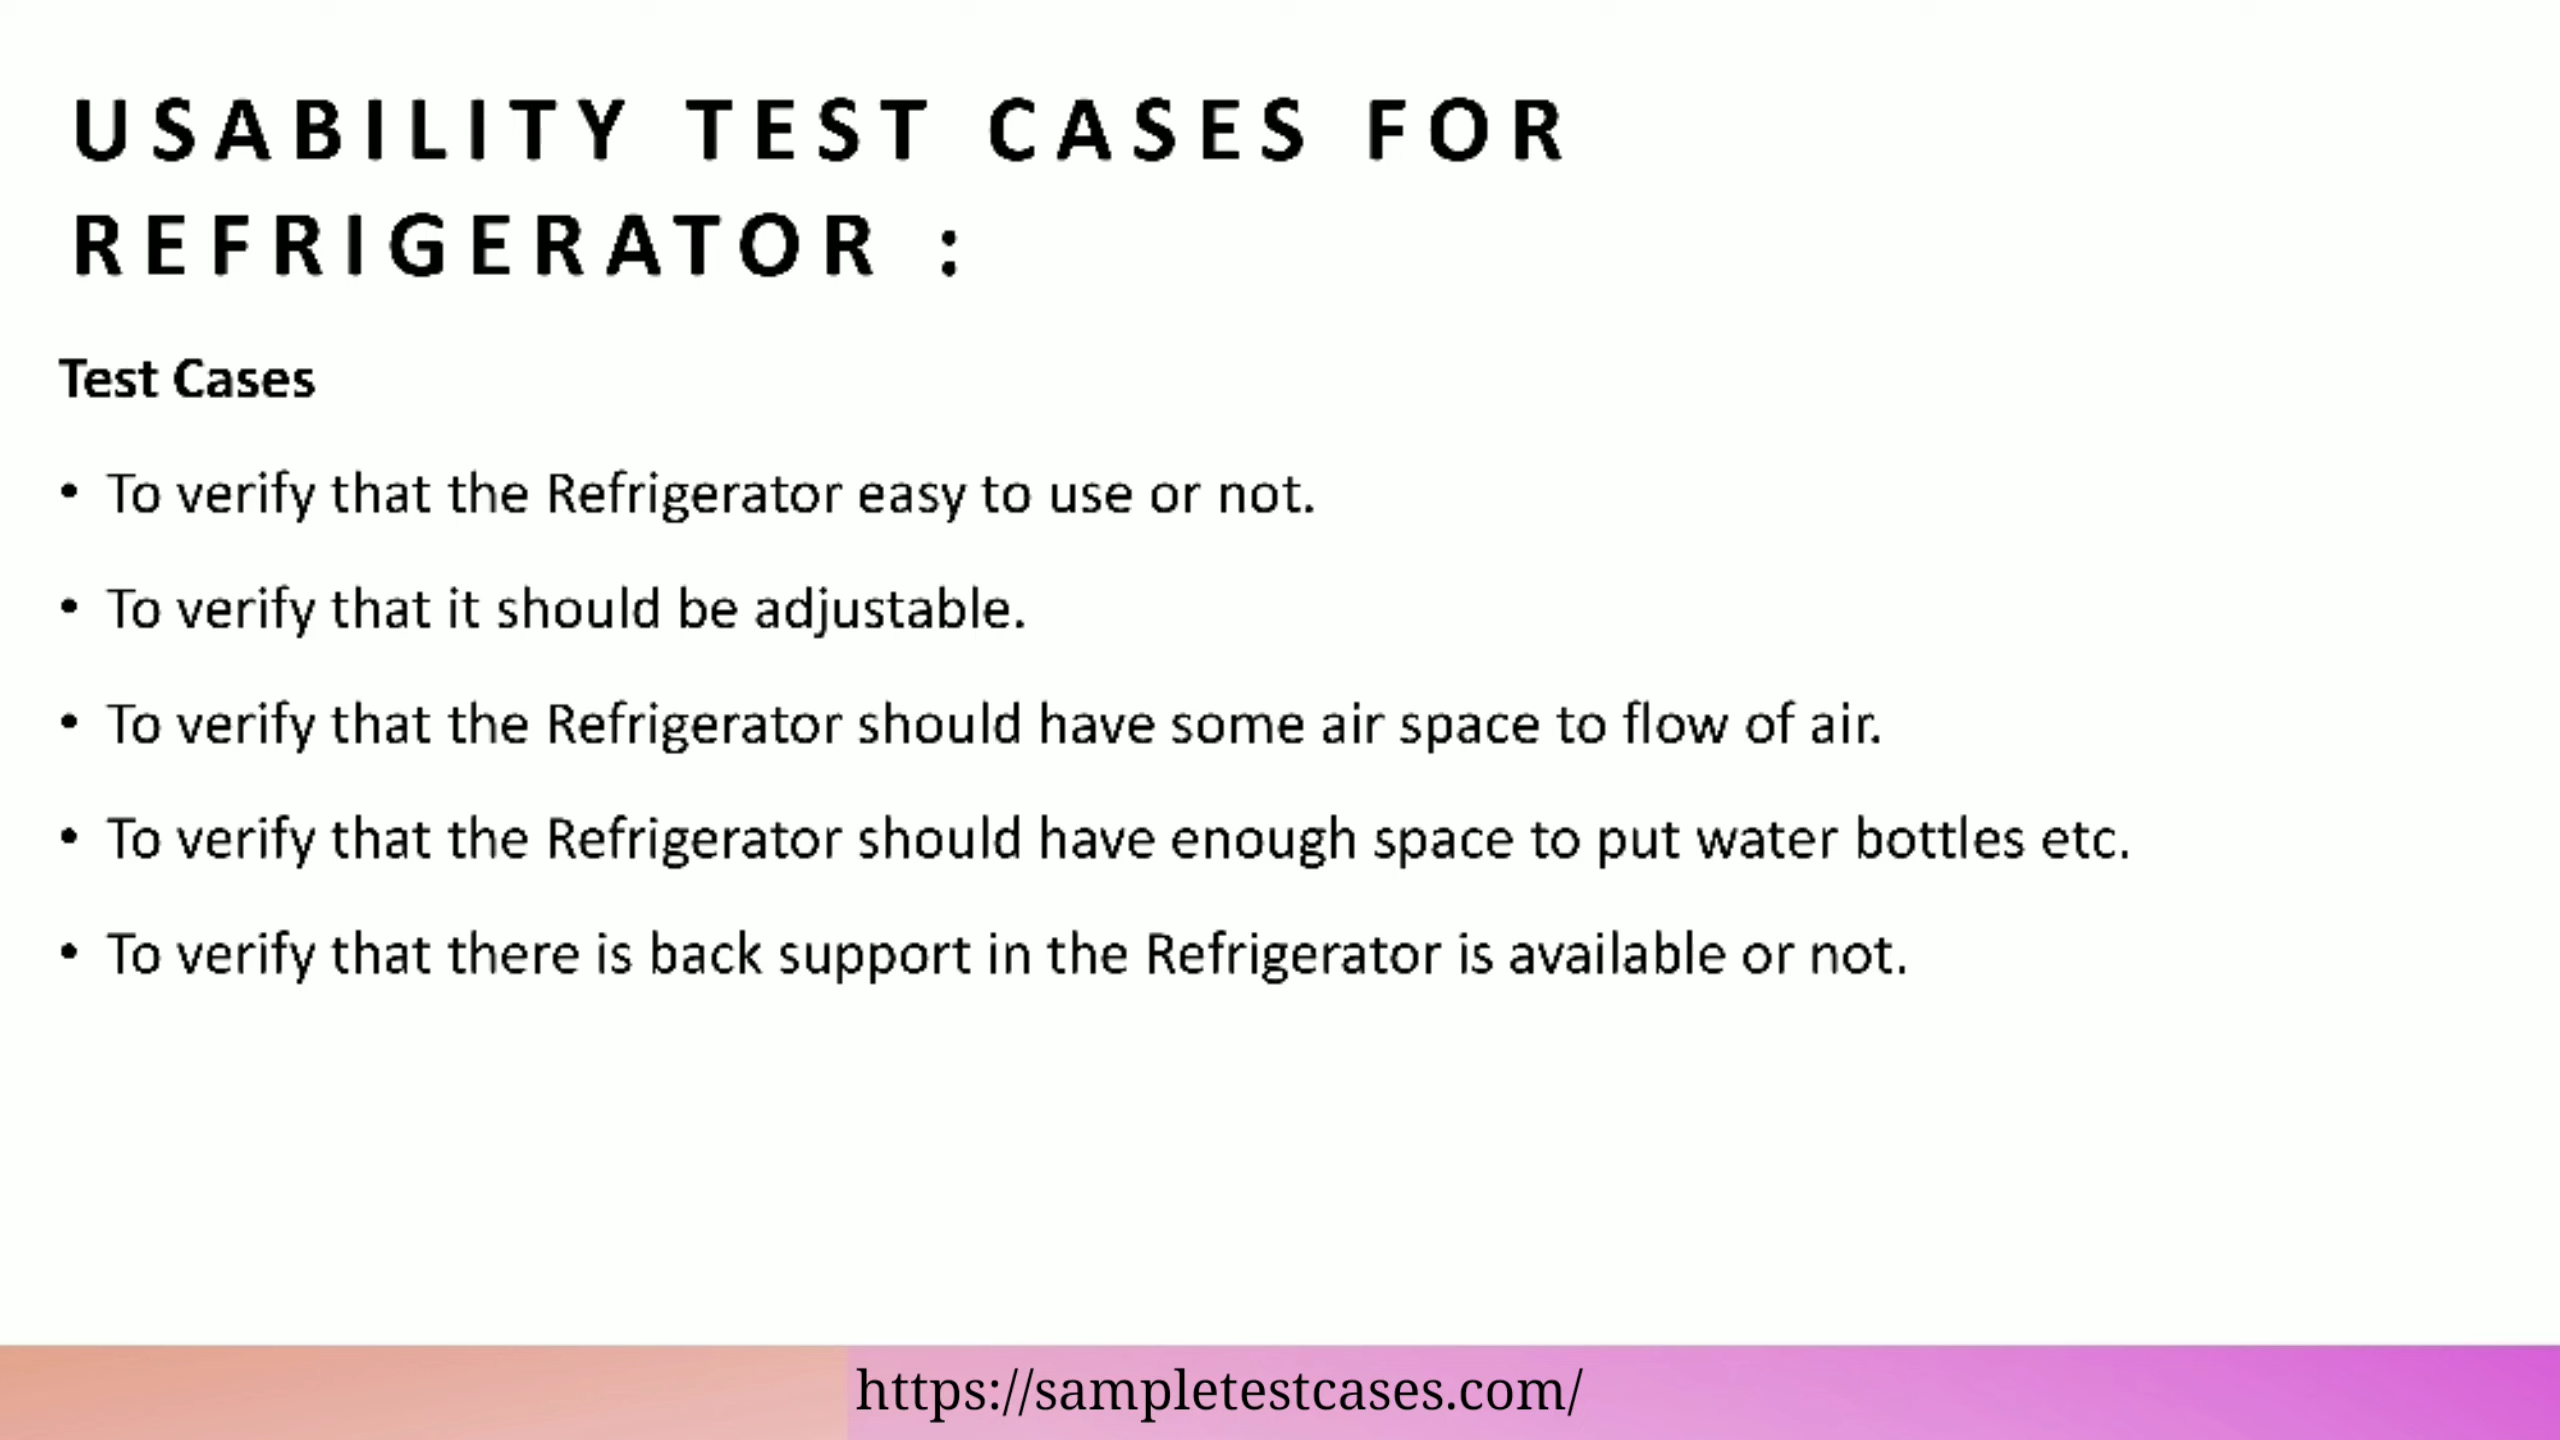 USABILITY TEST CASES FOR
REFRIGERATOR :
Test Cases
• To verify that the Refrigerator easy to use or not.
• To verify that it should be adjustable.
• To verify that the Refrigerator should have some air space to flow of air.
• To verify that the Refrigerator should have enough space to put water bottles etc.
• To verify that there is back support in the Refrigerator is available or not.
https://sampletestcases.com/